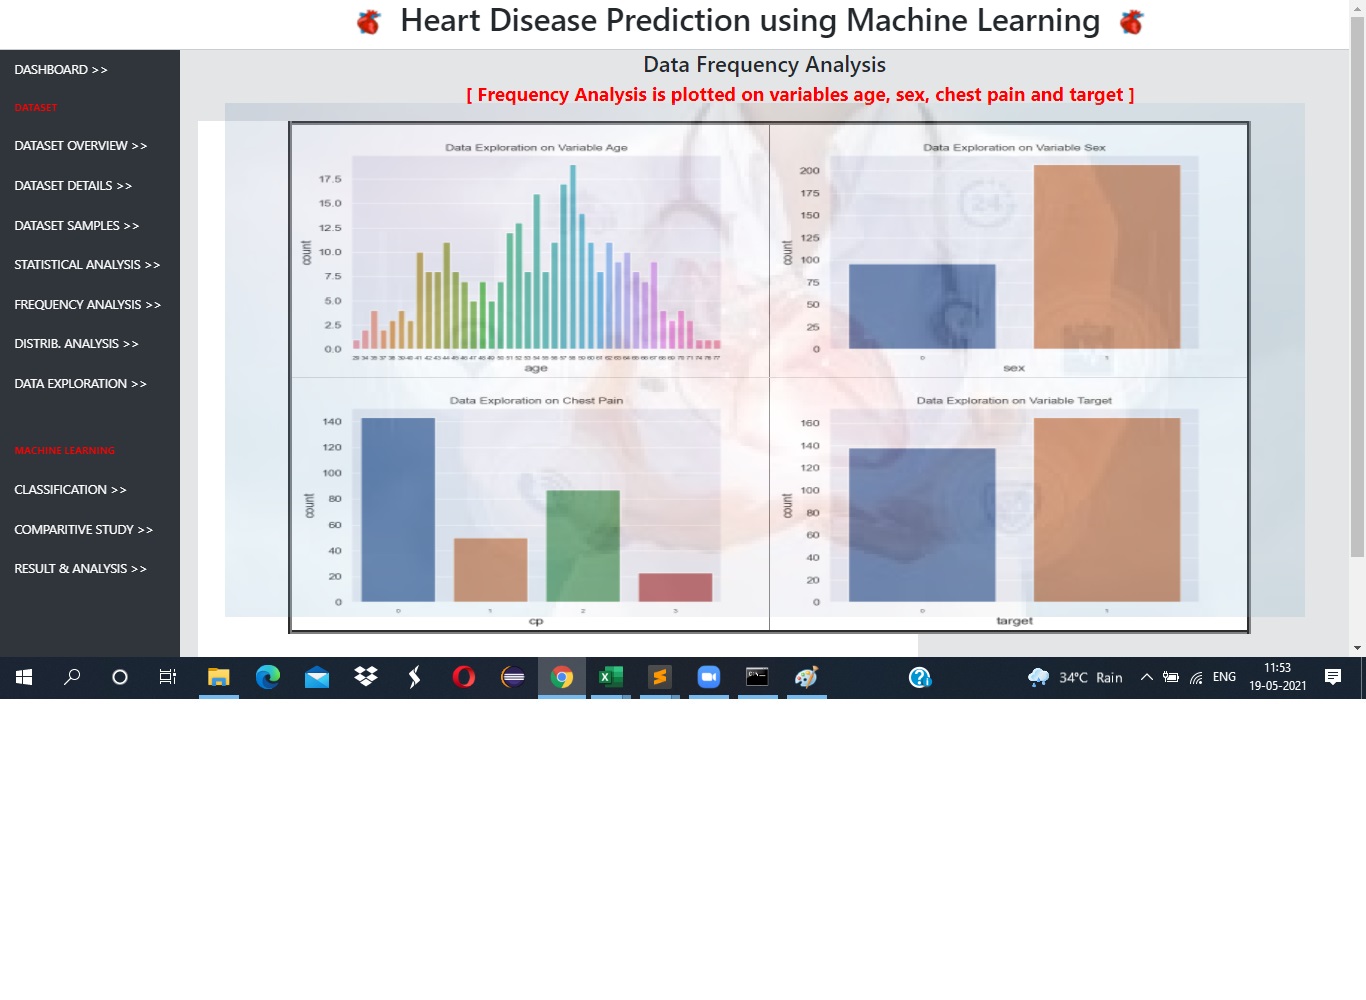 Heart Disease Prediction using Machine Learning
DASHBOARD >>
DATASET
DATASET OVERVIEW >>
DATASET DETAILS >>
DATASET SAMPLES >>
STATISTICAL ANALYSIS >>
FREQUENCY ANALYSIS >>
DISTRIB. ANALYSIS >>
DATA EXPLORATION >>
MACHINE LEARNING
CLASSIFICATION >>
COMPARITIVE STUDY >>
RESULT & ANALYSIS >>
Data Frequency Analysis
[ Frequency Analysis is plotted on variables age, sex, chest pain and target ]
Data Exploration on Variable Age
count
17.5
15.0
12.5
10.0
7.5
5.0
2.5
0.0
age
Data Exploration on Variable Sex
count
200
175
150
125
100
75
50
25
0
0 1
sex
Data Exploration on Chest Pain
count
140
120
100
80
60
40
20
0
0 1 2 3
cp
Data Exploration on Variable Target
count
160
140
120
100
80
60
40
20
0
0 1
target
34°C Rain
ENG
11:53
19-05-2021